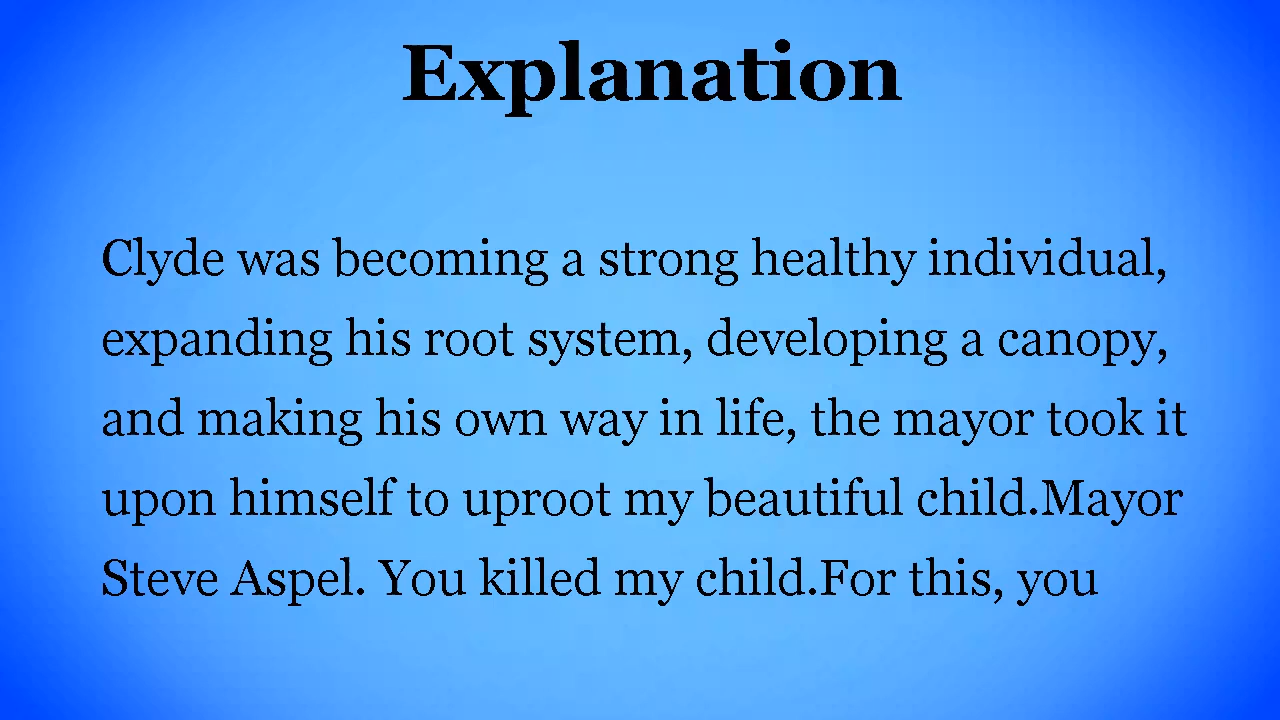 Explanation
Clyde was becoming a strong healthy individual,
expanding his root system, developing a canopy,
and making his own way in life, the mayor took it
upon himself to uproot my beautiful child.Mayor
Steve Aspel. You killed my child.For this, you